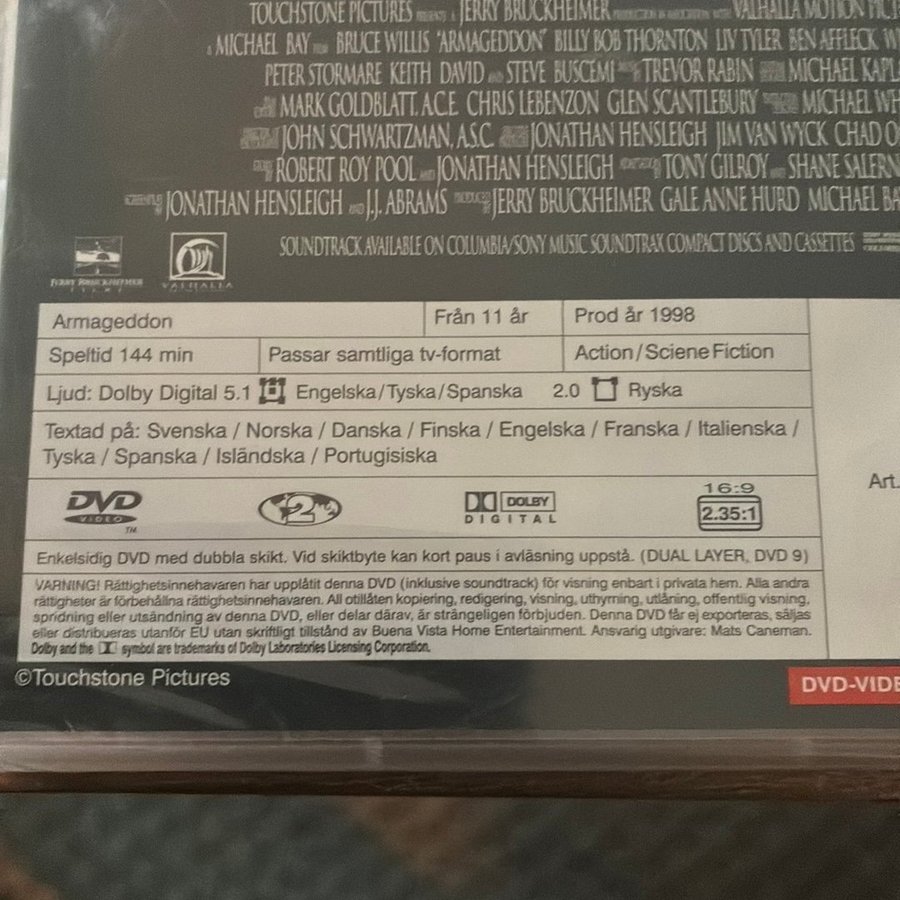 TOUCHSTONE PICTURES JERRY BRUCKHEIMER VALHALLA MOTION PICT
MICHAEL BAY BRUCE WILLIS "ARMAGEDDON" BILLY BOB THORNTON LIV TYLER BEN AFFLECK
PETER STORMARE KEITH DAVID AND STEVE BUSCEMI TREVOR RABIN MICHAEL KAPL
MARK GOLDBLATT, A.C.E. CHRIS LEBENZON GLEN SCANTLEBURY MICHAEL WH
JOHN SCHWARTZMAN, A.S.C. JONATHAN HENSLEIGH JIM VAN WYCK CHAD O
ROBERT ROY POOL AND JONATHAN HENSLEIGH TONY GILROY AND SHANE SALERN
JONATHAN HENSLEIGH AND J.J. ABRAMS JERRY BRUCKHEIMER GALE ANNE HURD MICHAEL BA
SOUNDTRACK AVAILABLE ON COLUMBIA/SONY MUSIC SOUNDTRAX COMPACT DISCS AND CASSETTES
JERRY BRUCKHEIMER
FILMS
VALHALLA
Armageddon Från 11 år Prod år 1998
Speltid 144 min Passar samtliga tv-format Action/Sciene Fiction
Ljud: Dolby Digital 5.1 Engelska/Tyska/Spanska 2.0 Ryska
Textad på: Svenska / Norska / Danska / Finska / Engelska / Franska / Italienska /
Tyska / Spanska / Isländska / Portugisiska
Art.
DVD
VIDEO
TM
2
DOLBY
DIGITAL
16:9
2.35:1
Enkelsidig DVD med dubbla skikt. Vid skiktbyte kan kort paus i avläsning uppstå. (DUAL LAYER, DVD 9)
VARNING! Rättighetsinnehavaren har upplåtit denna DVD (inklusive soundtrack) för visning enbart i privata hem. Alla andra
rättigheter är förbehållna rättighetsinnehavaren. All otillåten kopiering, redigering, visning, uthyrning, utlåning, offentlig visning,
spridning eller utsändning av denna DVD, eller delar därav, är strängeligen förbjuden. Denna DVD får ej exporteras, säljas
eller distribueras utanför EU utan skriftligt tillstånd av Buena Vista Home Entertainment. Ansvarig utgivare: Mats Caneman.
Dolby and the symbol are trademarks of Dolby Laboratories Licensing Corporation.
©Touchstone Pictures
DVD-VIDE